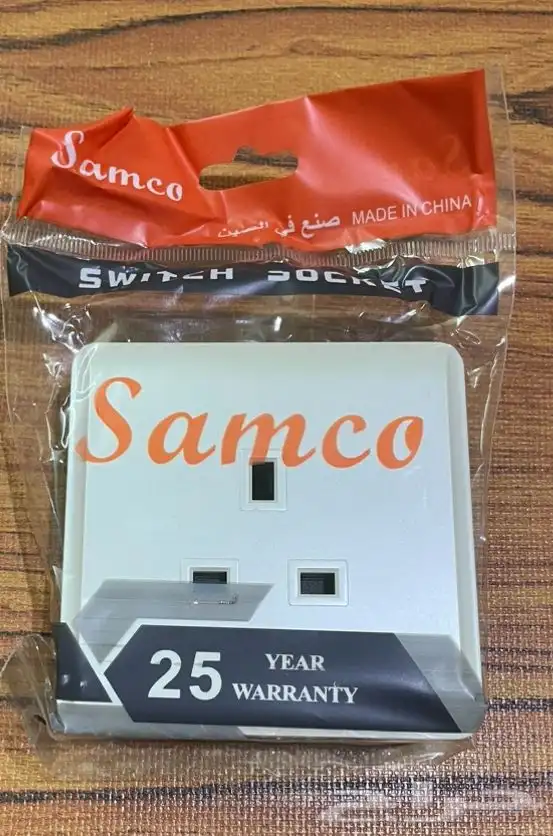 Samco
صنع في الصين MADE IN CHINA
SWITCH SOCKET
Samco
25 YEAR
WARRANTY